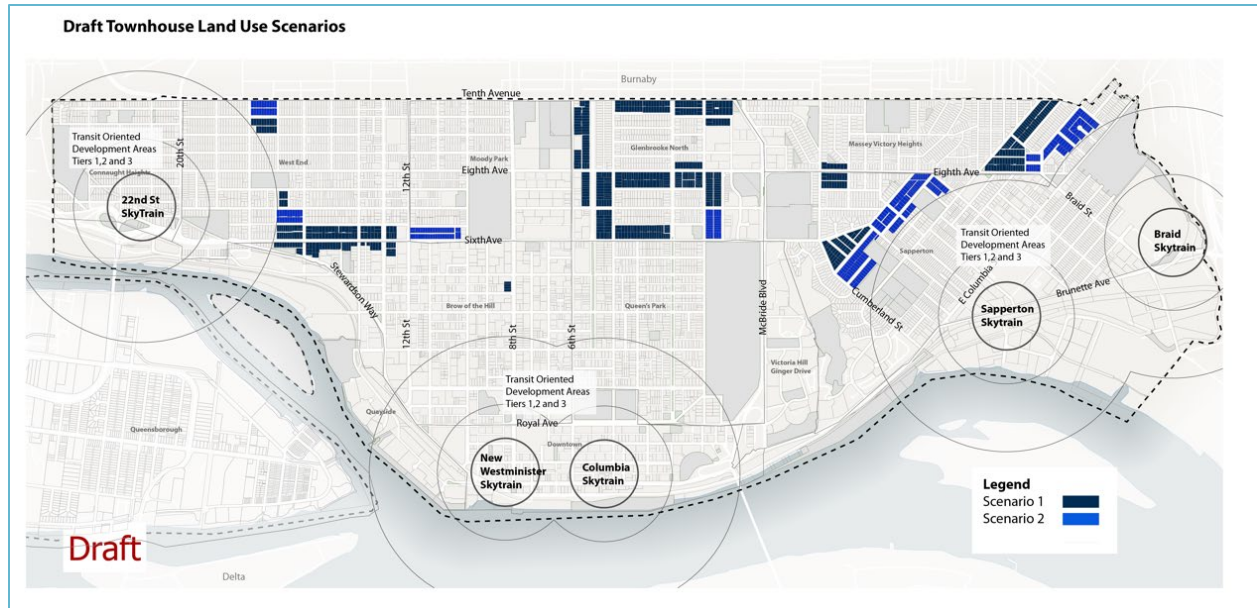 Draft Townhouse Land Use Scenarios
Burnaby
Tenth Avenue
Transit Oriented
Development Areas
Tiers 1,2 and 3
Connaught Heights
20th St
22nd St
SkyTrain
West End
12th St
Moody Park
Eighth Ave
Glenbrooke North
Massey Victory Heights
Eighth Ave
Braid St
SixthAve
Stewardson Way
Sapperton
Transit Oriented
Development Areas
Tiers 1,2 and 3
E Columbia
Braid
Skytrain
Brunette Ave
Cumberland St
Sapperton
Skytrain
Brow of the Hill
Queen's Park
McBride Blvd
12th St
8th St
6th St
Victoria Hill
Ginger Drive
Transit Oriented
Development Areas
Tiers 1,2 and 3
Quayside
Royal Ave
Queensborough
Downtown
New
Westminister
Skytrain
Columbia
Skytrain
Legend
Scenario 1
Scenario 2
Draft
Delta